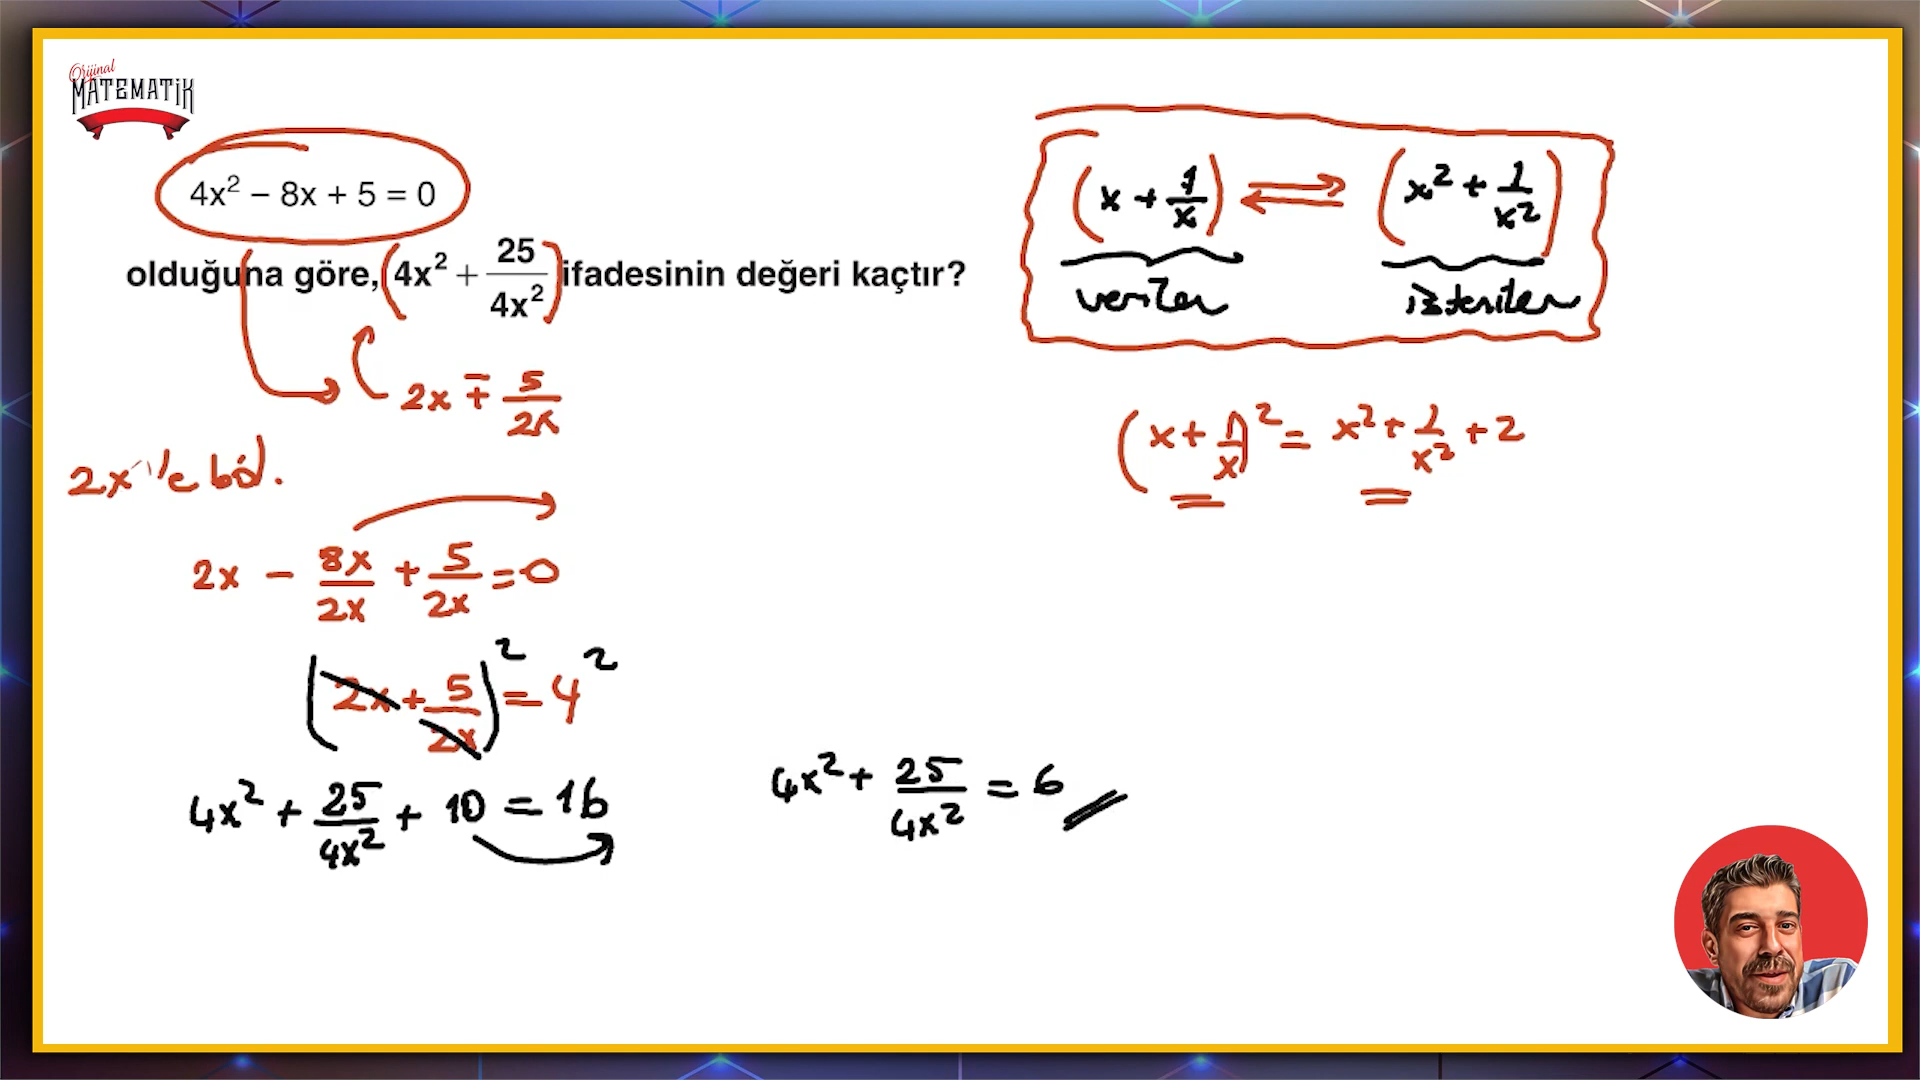 Orijinal
MATEMATİK
4x² – 8x + 5 = 0
olduğuna göre, (4x² + 25/4x²) ifadesinin değeri kaçtır?
2x ∓ 5/2x
2x'e böl.
2x − 8x/2x + 5/2x = 0
(2x + 5/2x)² = 4²
4x² + 25/4x² + 10 = 16
4x² + 25/4x² = 6
(x + 1/x) ⇄ (x² + 1/x²)
verilen istenilen
(x + 1/x)² = x² + 1/x² + 2